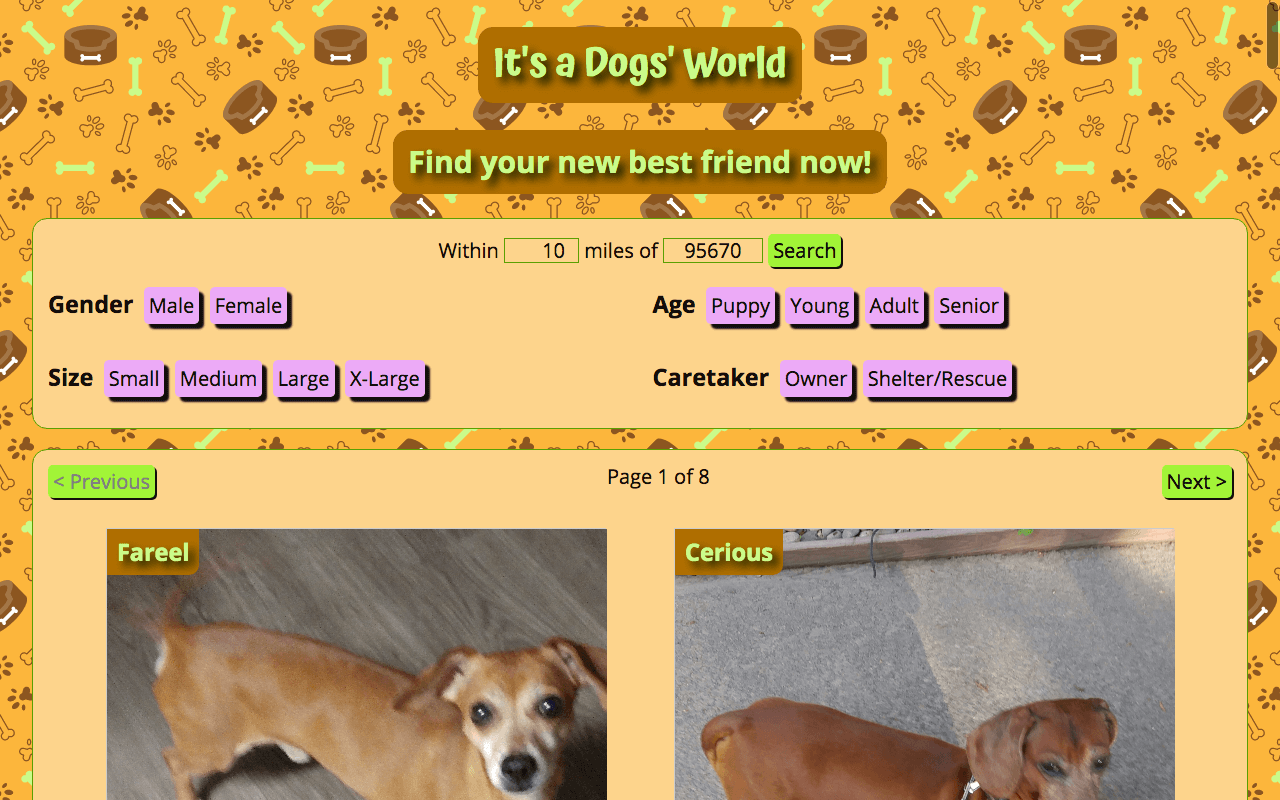 It's a Dogs' World
Find your new best friend now!
Within 10 miles of 95670 Search
Gender Male Female
Age Puppy Young Adult Senior
Size Small Medium Large X-Large
Caretaker Owner Shelter/Rescue
< Previous Page 1 of 8 Next >
Fareel
Cerious